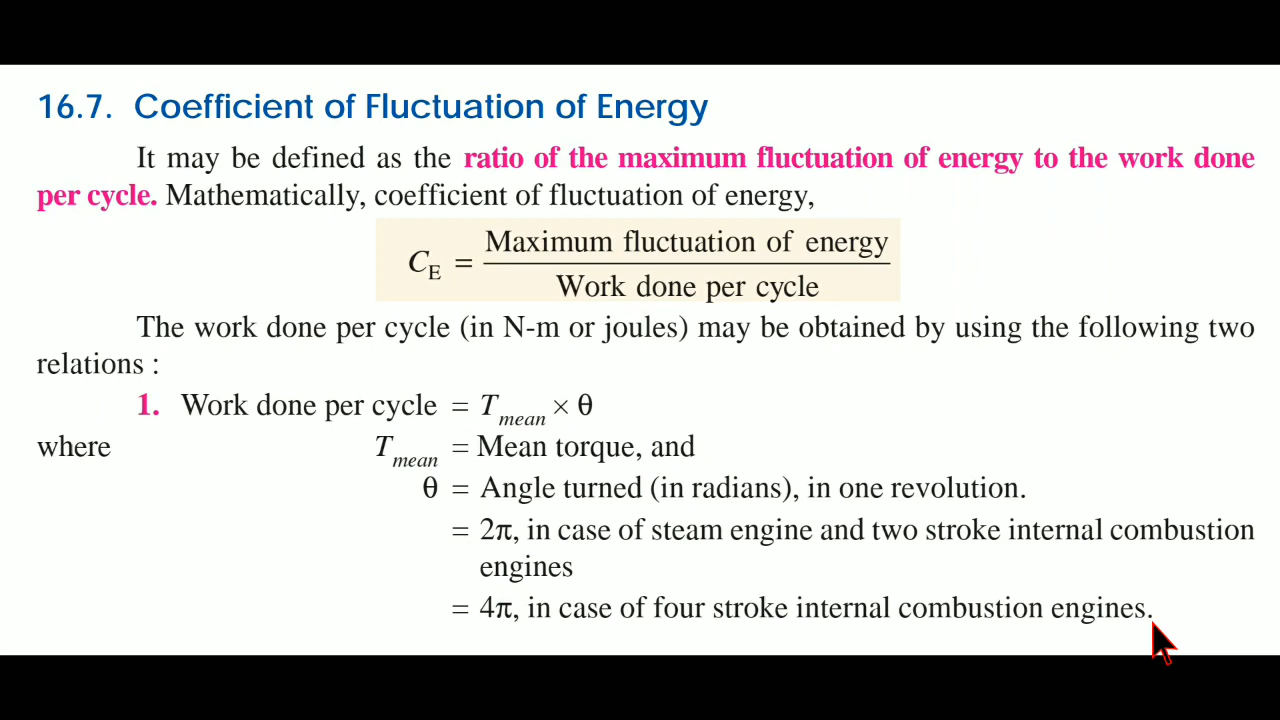 16.7. Coefficient of Fluctuation of Energy
It may be defined as the ratio of the maximum fluctuation of energy to the work done
per cycle. Mathematically, coefficient of fluctuation of energy,
C_E = Maximum fluctuation of energy
Work done per cycle
The work done per cycle (in N-m or joules) may be obtained by using the following two
relations :
1. Work done per cycle = T_mean × θ
where T_mean = Mean torque, and
θ = Angle turned (in radians), in one revolution.
= 2π, in case of steam engine and two stroke internal combustion
engines
= 4π, in case of four stroke internal combustion engines.